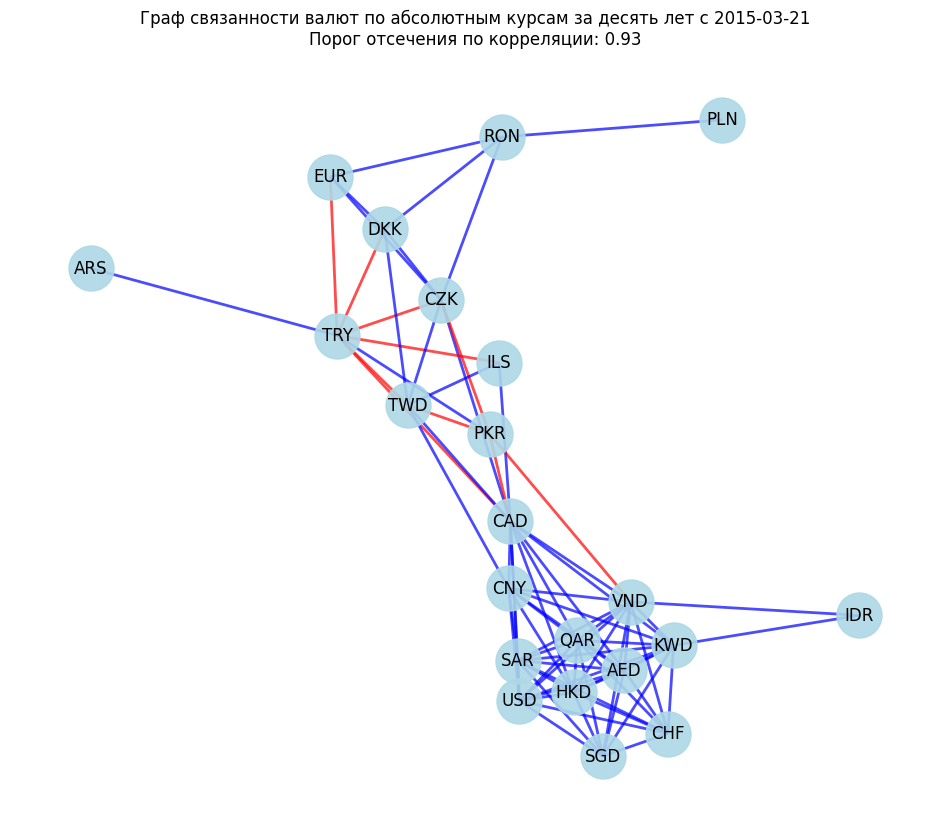 Граф связанности валют по абсолютным курсам за десять лет с 2015-03-21
Порог отсечения по корреляции: 0.93
PLN
RON
EUR
DKK
ARS
CZK
TRY
ILS
TWD
PKR
CAD
CNY
VND
IDR
QAR
KWD
SAR
AED
HKD
USD
CHF
SGD